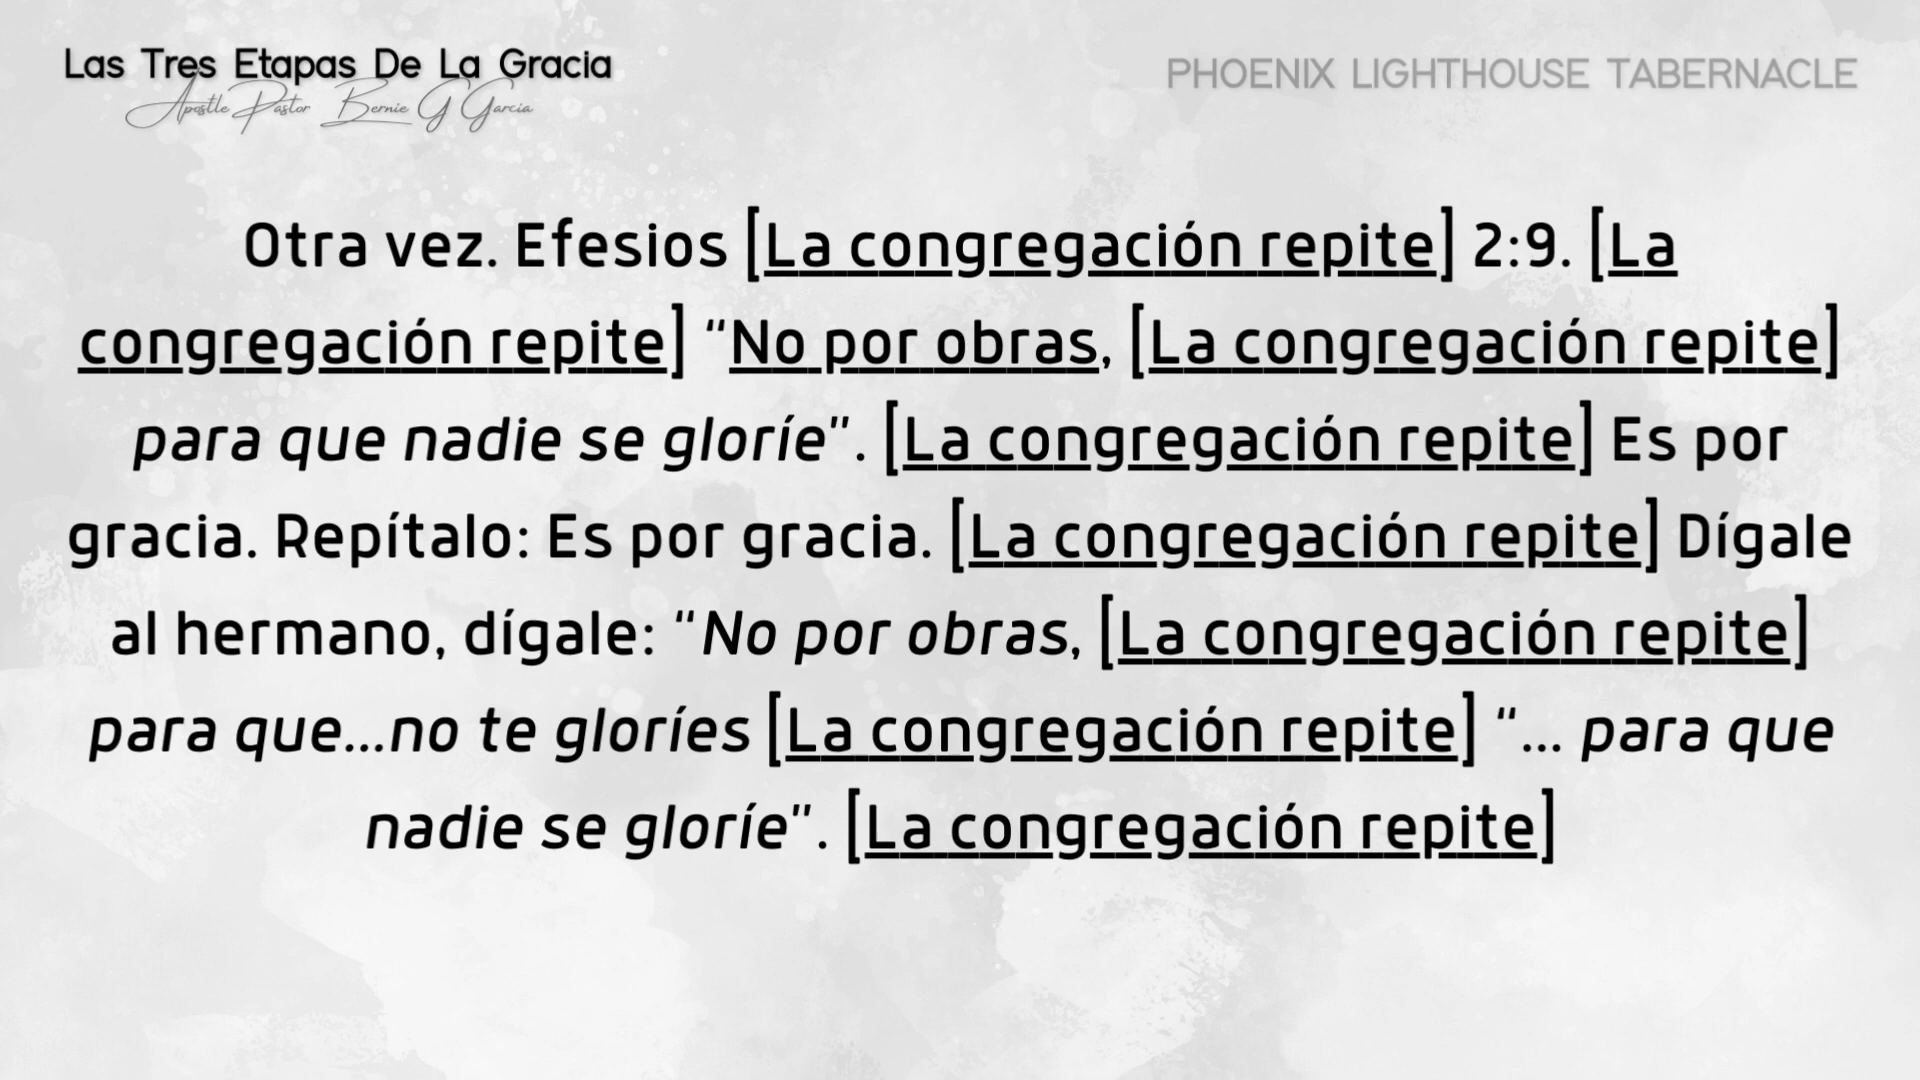 Las Tres Etapas De La Gracia
Apostle Pastor Bernie G Garcia
PHOENIX LIGHTHOUSE TABERNACLE
Otra vez. Efesios [La congregación repite] 2:9. [La
congregación repite] “No por obras, [La congregación repite]
para que nadie se gloríe”. [La congregación repite] Es por
gracia. Repítalo: Es por gracia. [La congregación repite] Dígale
al hermano, dígale: “No por obras, [La congregación repite]
para que...no te gloríes [La congregación repite] “... para que
nadie se gloríe”. [La congregación repite]